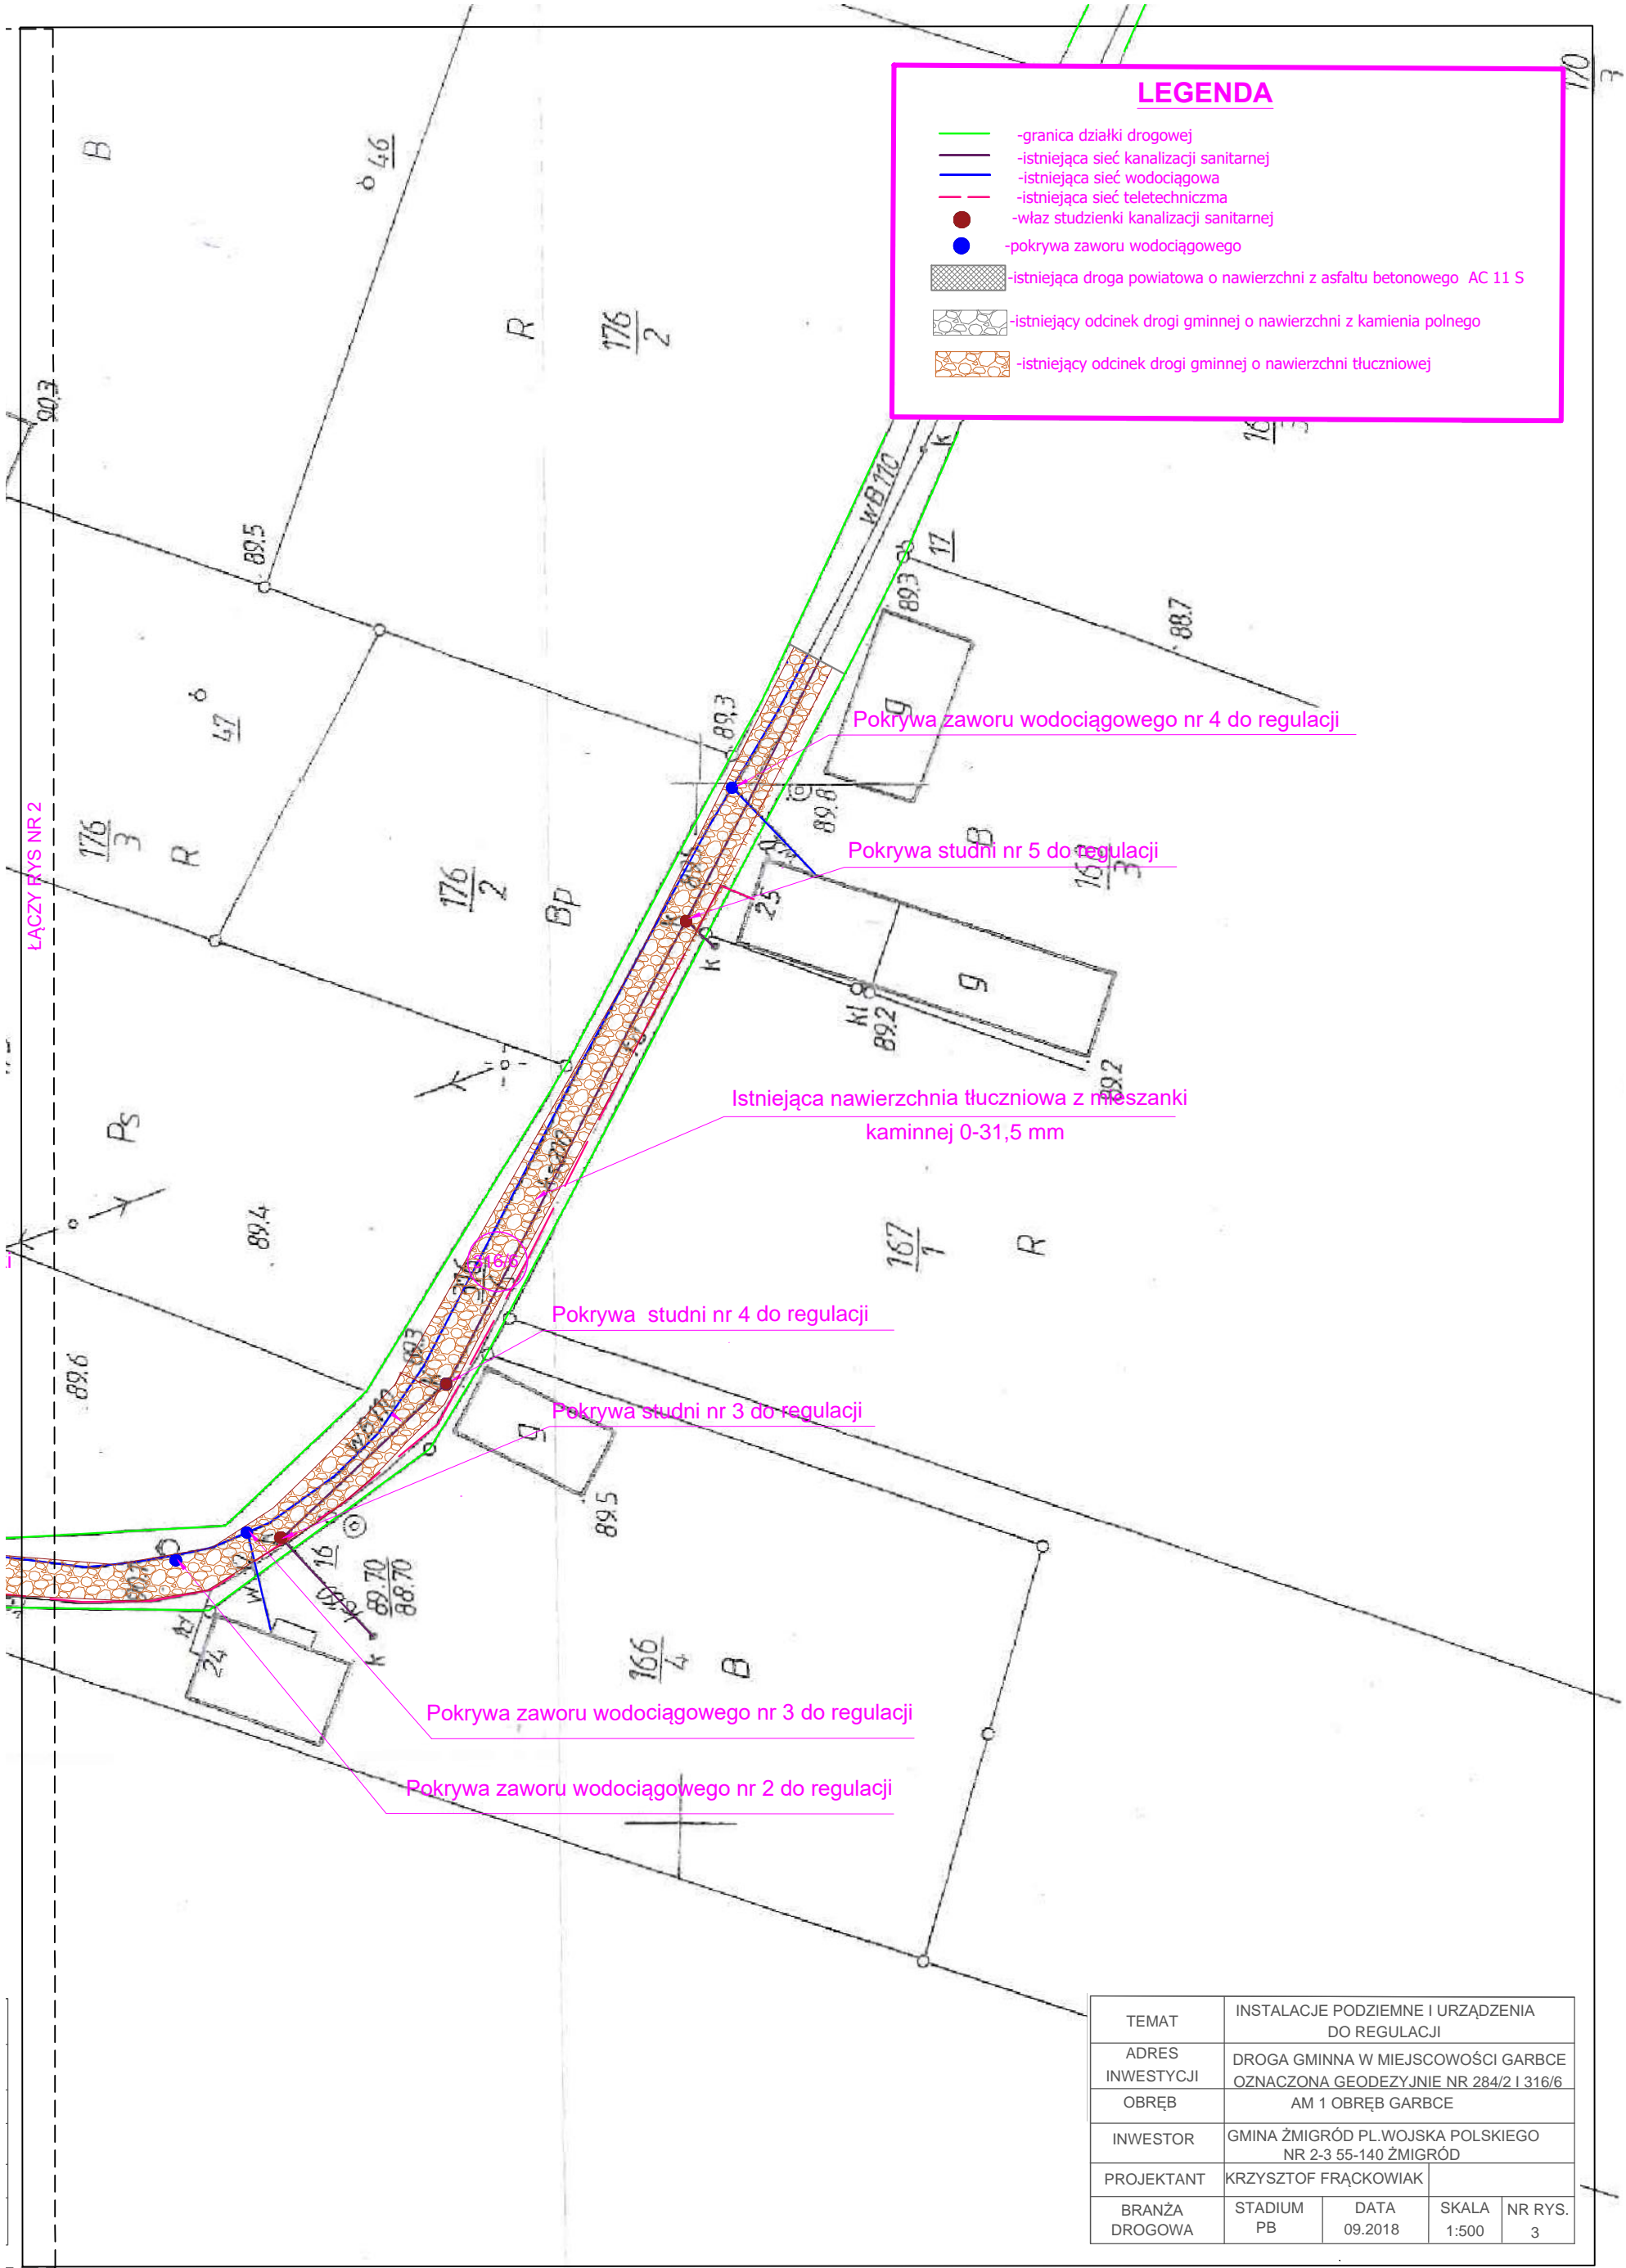 LEGENDA
-granica działki drogowej
-istniejąca sieć kanalizacji sanitarnej
-istniejąca sieć wodociągowa
-istniejąca sieć teletechniczma
-właz studzienki kanalizacji sanitarnej
-pokrywa zaworu wodociągowego
-istniejąca droga powiatowa o nawierzchni z asfaltu betonowego AC 11 S
-istniejący odcinek drogi gminnej o nawierzchni z kamienia polnego
-istniejący odcinek drogi gminnej o nawierzchni tłuczniowej
170
3
B
46
90,3
R
176
2
89.5
wB110
k
17
89.3
88.7
47
89,3
g
Pokrywa zaworu wodociągowego nr 4 do regulacji
ŁĄCZY RYS NR 2
176
3
R
89.8
B
Pokrywa studni nr 5 do regulacji
176
2
Bp
25
k
g
kl
89.2
89.2
Istniejąca nawierzchnia tłuczniowa z mieszanki
kaminnej 0-31,5 mm
Ps
89.4
167
1
R
Pokrywa studni nr 4 do regulacji
89.3
89.6
Pokrywa studni nr 3 do regulacji
g
wB110
89.5
16
90.1
89.70
88.70
24
k
166
4
B
Pokrywa zaworu wodociągowego nr 3 do regulacji
Pokrywa zaworu wodociągowego nr 2 do regulacji
TEMAT
INSTALACJE PODZIEMNE I URZĄDZENIA
DO REGULACJI
ADRES
INWESTYCJI
DROGA GMINNA W MIEJSCOWOŚCI GARBCE
OZNACZONA GEODEZYJNIE NR 284/2 I 316/6
OBRĘB
AM 1 OBRĘB GARBCE
INWESTOR
GMINA ŻMIGRÓD PL.WOJSKA POLSKIEGO
NR 2-3 55-140 ŻMIGRÓD
PROJEKTANT
KRZYSZTOF FRĄCKOWIAK
BRANŻA
DROGOWA
STADIUM
PB
DATA
09.2018
SKALA
1:500
NR RYS.
3